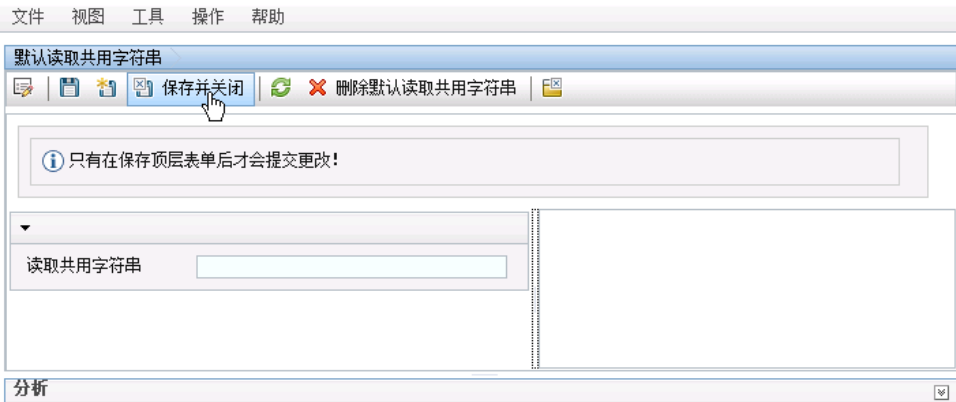 文件 视图 工具 操作 帮助
默认读取共用字符串
保存并关闭 删除默认读取共用字符串
只有在保存顶层表单后才会提交更改!
读取共用字符串
分析